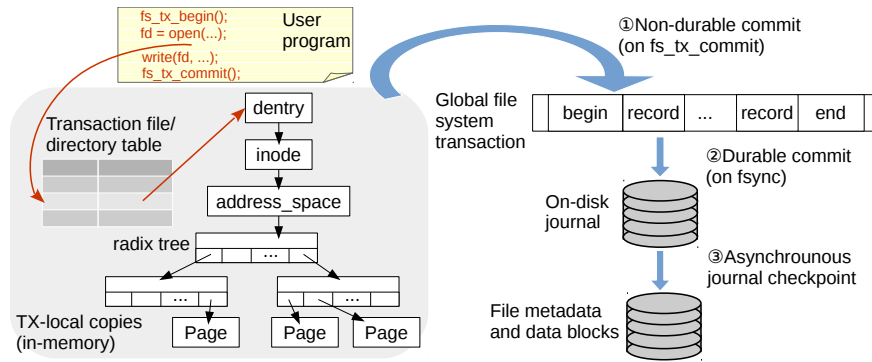 fs_tx_begin();
fd = open(...);
write(fd, ...);
fs_tx_commit();
User
program
①Non-durable commit
(on fs_tx_commit)
Transaction file/
directory table
dentry
inode
address_space
radix tree
...
...
...
Page
Page
Page
TX-local copies
(in-memory)
Global file
system
transaction
begin
record
...
record
end
②Durable commit
(on fsync)
On-disk
journal
③Asynchrounous
journal checkpoint
File metadata
and data blocks